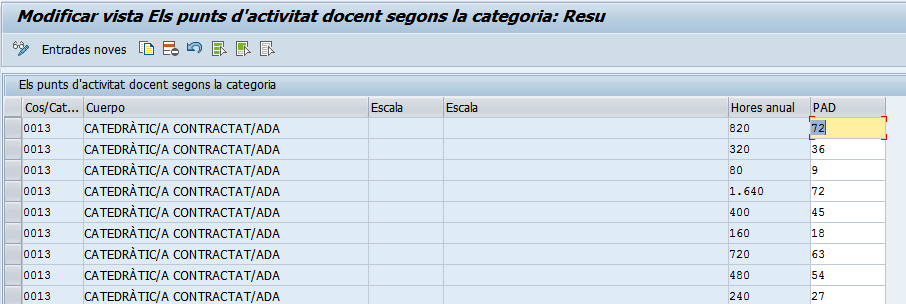 Modificar vista Els punts d'activitat docent segons la categoria: Resu
Entrades noves
Els punts d'activitat docent segons la categoria
Cos/Cat... Cuerpo Escala Escala Hores anual PAD
0013 CATEDRÀTIC/A CONTRACTAT/ADA 820 72
0013 CATEDRÀTIC/A CONTRACTAT/ADA 320 36
0013 CATEDRÀTIC/A CONTRACTAT/ADA 80 9
0013 CATEDRÀTIC/A CONTRACTAT/ADA 1.640 72
0013 CATEDRÀTIC/A CONTRACTAT/ADA 400 45
0013 CATEDRÀTIC/A CONTRACTAT/ADA 160 18
0013 CATEDRÀTIC/A CONTRACTAT/ADA 720 63
0013 CATEDRÀTIC/A CONTRACTAT/ADA 480 54
0013 CATEDRÀTIC/A CONTRACTAT/ADA 240 27